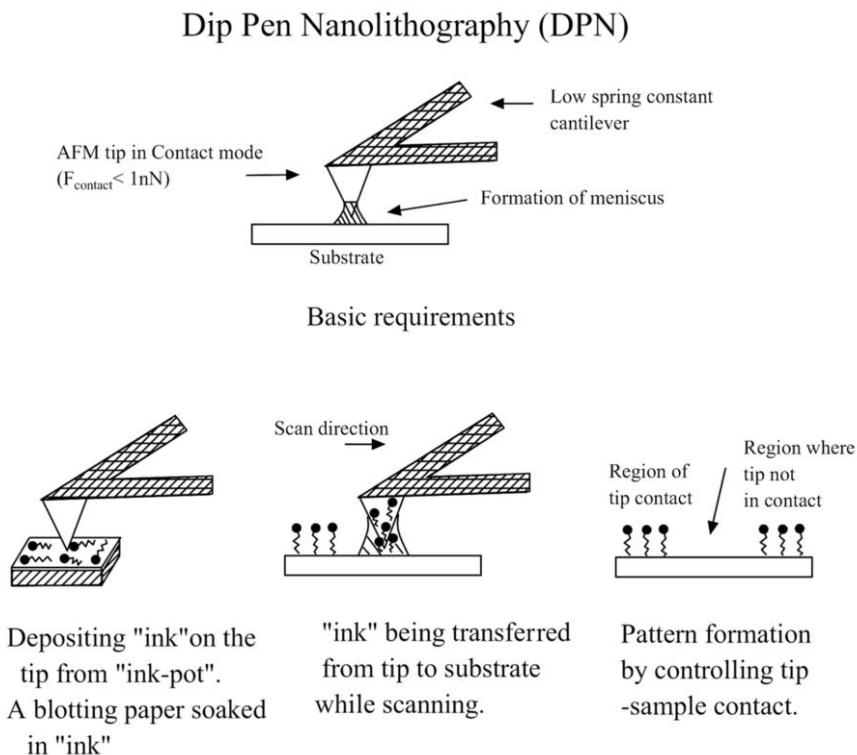 Dip Pen Nanolithography (DPN)
Low spring constant
cantilever
AFM tip in Contact mode
(Fcontact< 1nN)
Formation of meniscus
Substrate
Basic requirements
Scan direction
Region of
tip contact
Region where
tip not
in contact
Depositing "ink"on the
tip from "ink-pot".
A blotting paper soaked
in "ink"
"ink" being transferred
from tip to substrate
while scanning.
Pattern formation
by controlling tip
-sample contact.